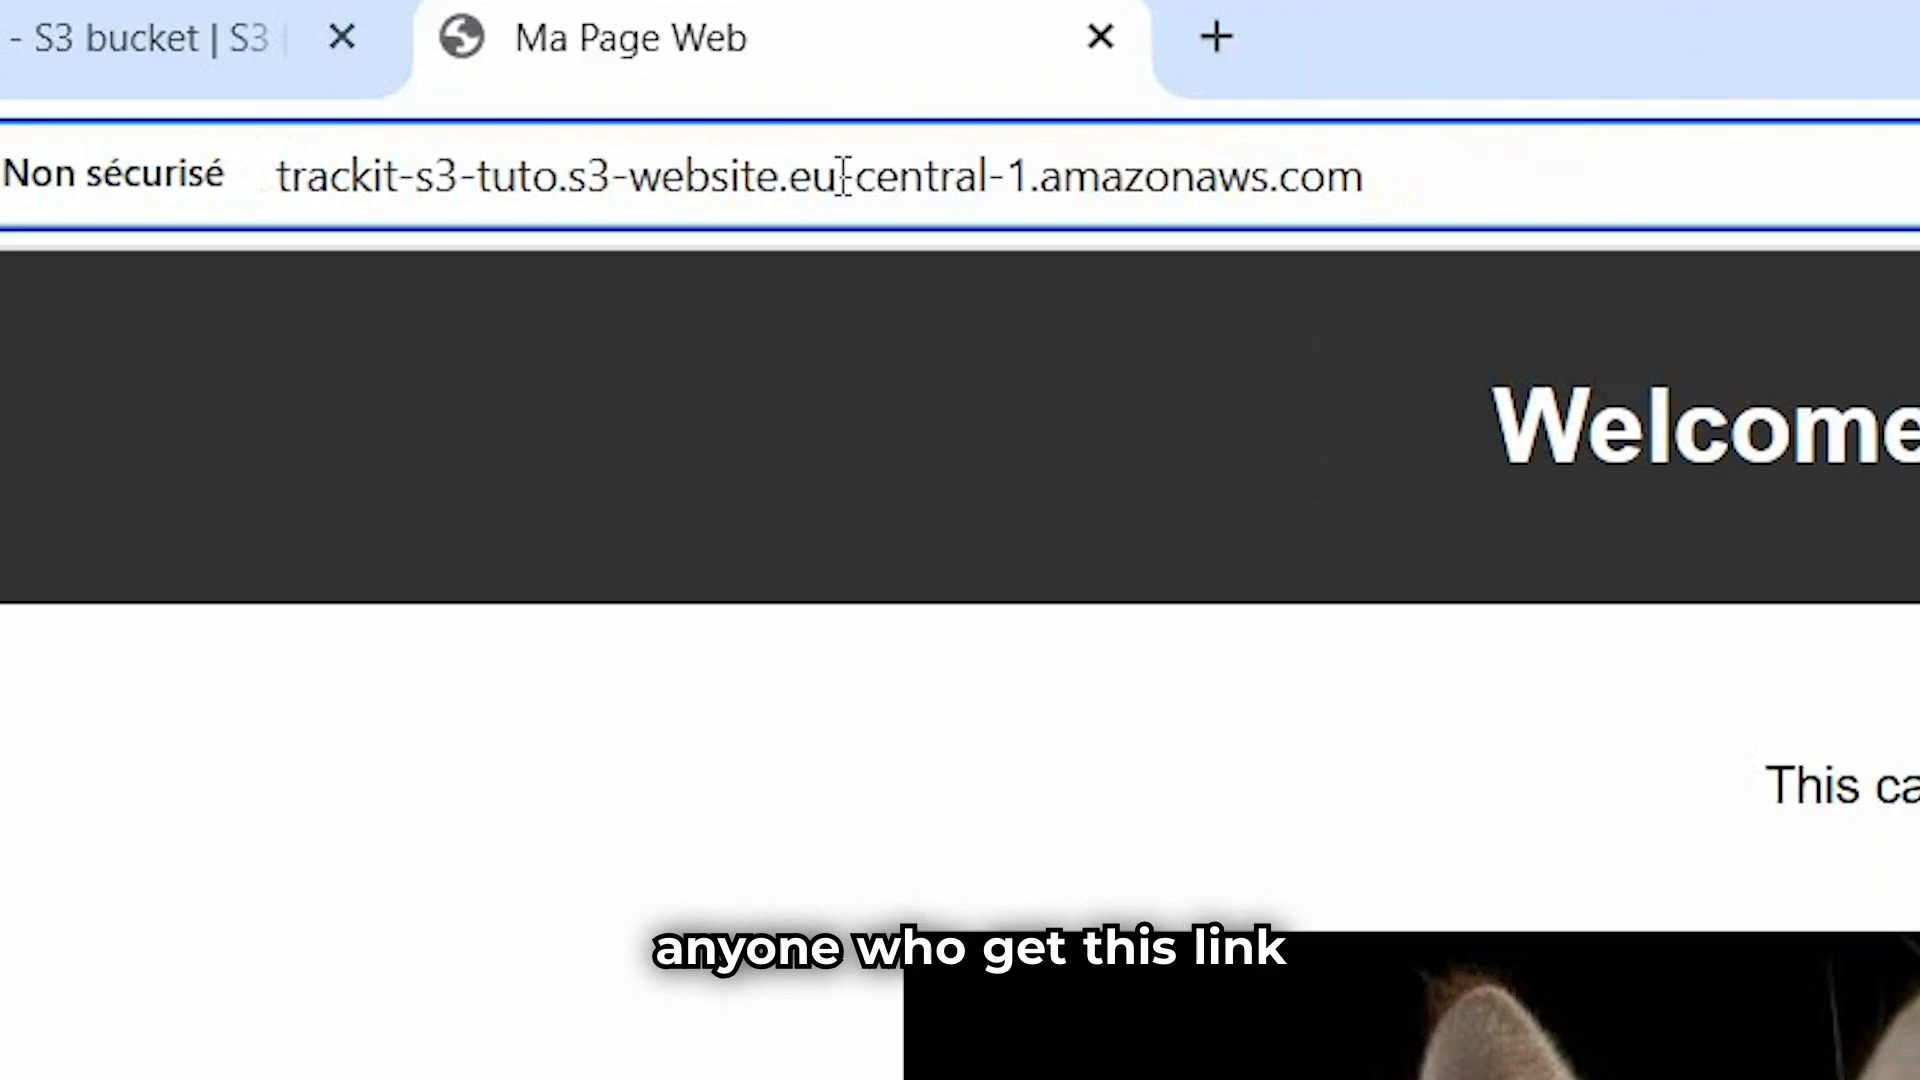 - S3 bucket | S3
Ma Page Web
Non sécurisé
trackit-s3-tuto.s3-website.eu-central-1.amazonaws.com
Welcome
This ca
anyone who get this link